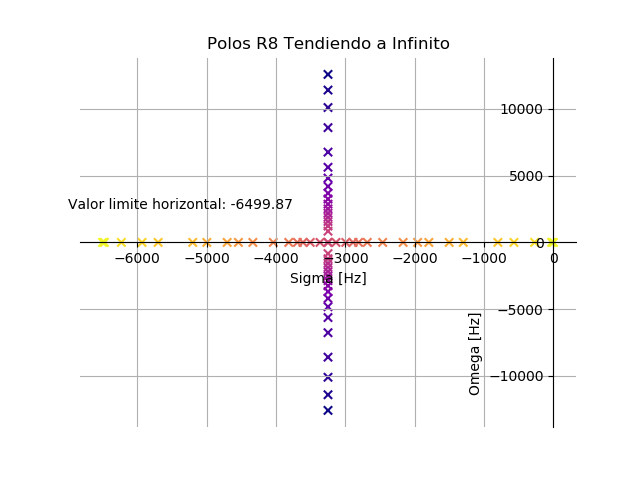 Polos R8 Tendiendo a Infinito
10000
5000
Valor limite horizontal: -6499.87
0
−6000 −5000 −4000 −3000 −2000 −1000 0
Sigma [Hz]
−5000
Omega [Hz]
−10000